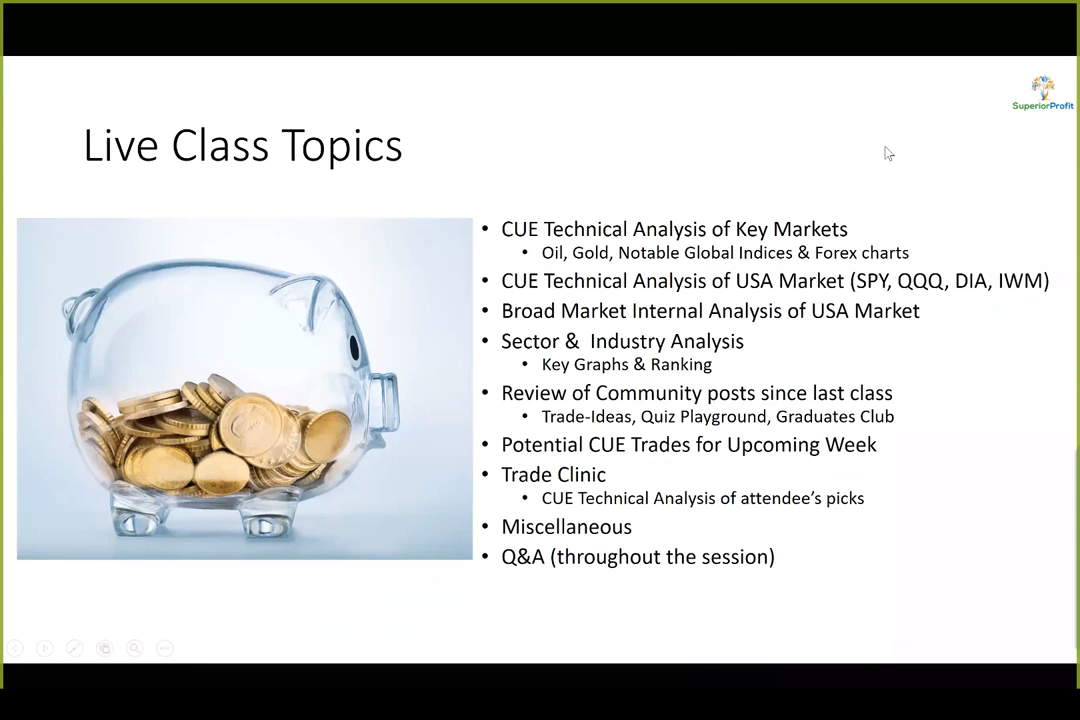 SuperiorProfit
Live Class Topics
• CUE Technical Analysis of Key Markets
• Oil, Gold, Notable Global Indices & Forex charts
• CUE Technical Analysis of USA Market (SPY, QQQ, DIA, IWM)
• Broad Market Internal Analysis of USA Market
• Sector & Industry Analysis
• Key Graphs & Ranking
• Review of Community posts since last class
• Trade-Ideas, Quiz Playground, Graduates Club
• Potential CUE Trades for Upcoming Week
• Trade Clinic
• CUE Technical Analysis of attendee's picks
• Miscellaneous
• Q&A (throughout the session)